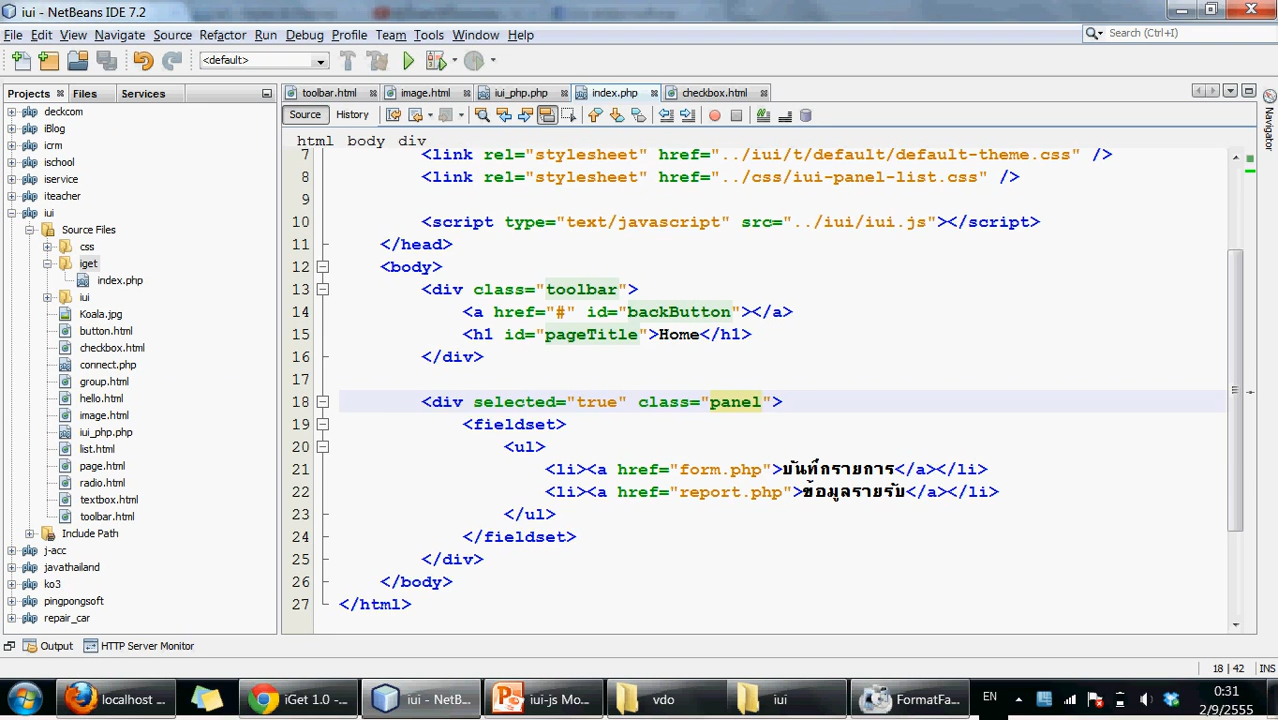 iui - NetBeans IDE 7.2
File Edit View Navigate Source Refactor Run Debug Profile Team Tools Window Help
Search (Ctrl+I)
<default>
Projects Files Services
toolbar.html image.html iui_php.php index.php checkbox.html
Navigator
Source History
html body div
deckcom
iBlog
icrm
ischool
iservice
iteacher
iui
Source Files
css
iget
index.php
iui
Koala.jpg
button.html
checkbox.html
connect.php
group.html
hello.html
image.html
iui_php.php
list.html
page.html
radio.html
textbox.html
toolbar.html
Include Path
j-acc
javathailand
ko3
pingpongsoft
repair_car
7 <link rel="stylesheet" href="../iui/t/default/default-theme.css" />
8 <link rel="stylesheet" href="../css/iui-panel-list.css" />
9
10 <script type="text/javascript" src="../iui/iui.js"></script>
11 </head>
12 <body>
13 <div class="toolbar">
14 <a href="#" id="backButton"></a>
15 <h1 id="pageTitle">Home</h1>
16 </div>
17
18 <div selected="true" class="panel">
19 <fieldset>
20 <ul>
21 <li><a href="form.php">บันทึกรายการ</a></li>
22 <li><a href="report.php">ข้อมูลรายรับ</a></li>
23 </ul>
24 </fieldset>
25 </div>
26 </body>
27 </html>
Output HTTP Server Monitor
18 | 42 INS
localhost ... iGet 1.0 -... iui - NetB... iui-js Mo... vdo iui FormatFa... EN 0:31
2/9/2555